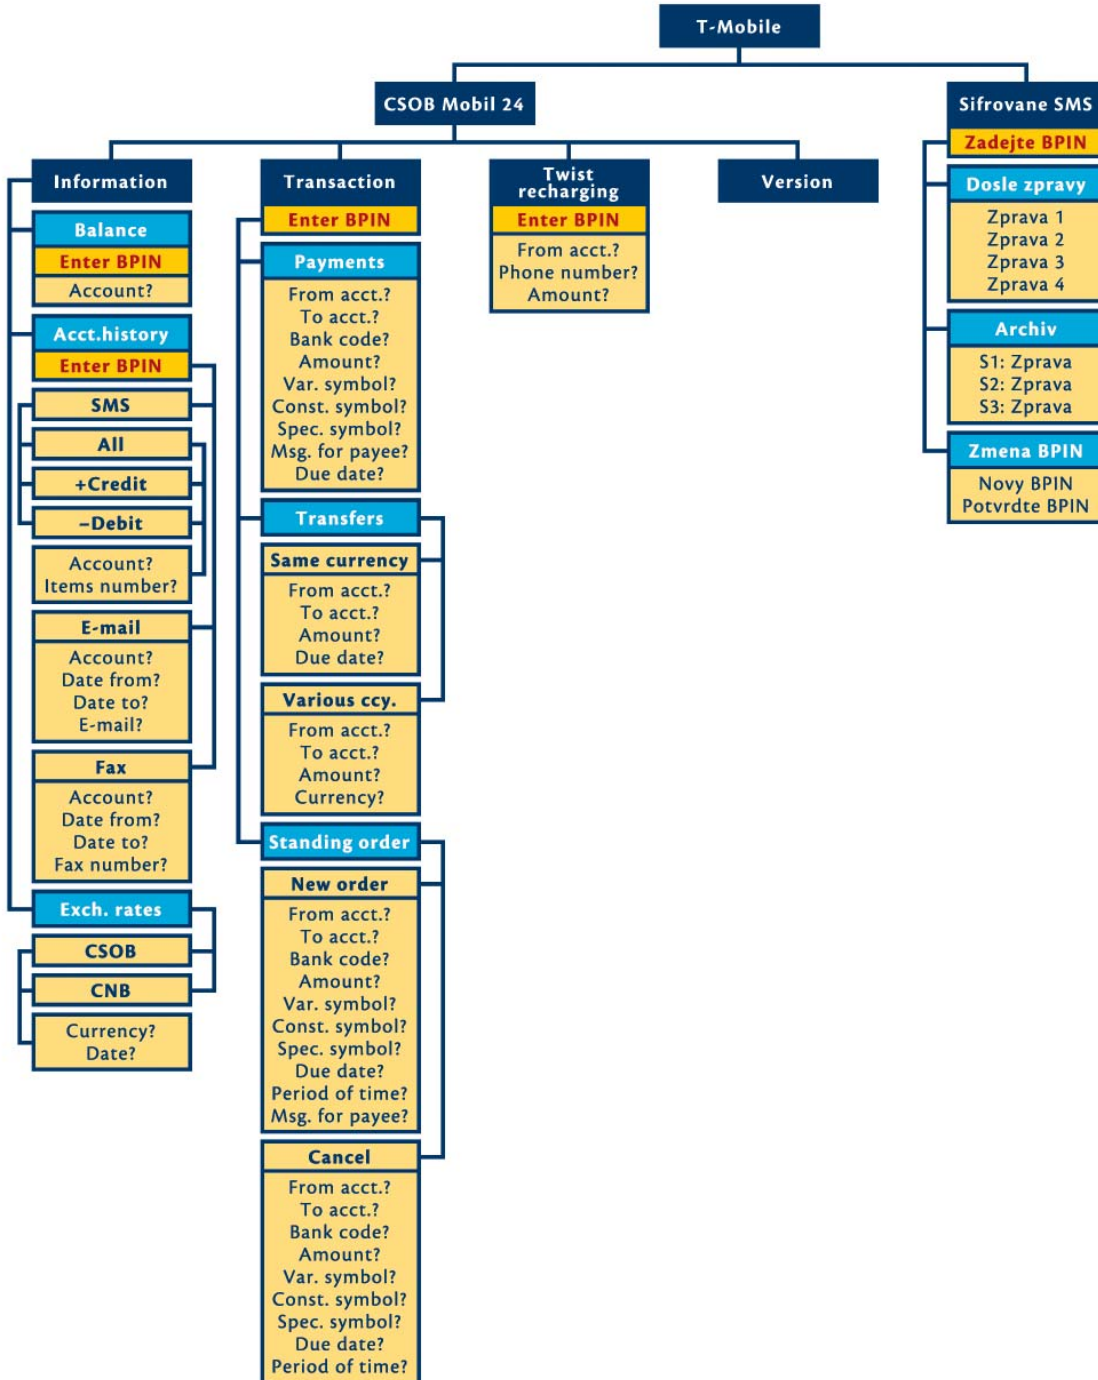 T-Mobile
CSOB Mobil 24
Sifrovane SMS
Zadejte BPIN
Dosle zpravy
Zprava 1
Zprava 2
Zprava 3
Zprava 4
Archiv
S1: Zprava
S2: Zprava
S3: Zprava
Zmena BPIN
Novy BPIN
Potvrdte BPIN
Information
Balance
Enter BPIN
Account?
Acct.history
Enter BPIN
SMS
All
+Credit
–Debit
Account?
Items number?
E-mail
Account?
Date from?
Date to?
E-mail?
Fax
Account?
Date from?
Date to?
Fax number?
Exch. rates
CSOB
CNB
Currency?
Date?
Transaction
Enter BPIN
Payments
From acct.?
To acct.?
Bank code?
Amount?
Var. symbol?
Const. symbol?
Spec. symbol?
Msg. for payee?
Due date?
Transfers
Same currency
From acct.?
To acct.?
Amount?
Due date?
Various ccy.
From acct.?
To acct.?
Amount?
Currency?
Standing order
New order
From acct.?
To acct.?
Bank code?
Amount?
Var. symbol?
Const. symbol?
Spec. symbol?
Due date?
Period of time?
Msg. for payee?
Cancel
From acct.?
To acct.?
Bank code?
Amount?
Var. symbol?
Const. symbol?
Spec. symbol?
Due date?
Period of time?
Twist
recharging
Enter BPIN
From acct.?
Phone number?
Amount?
Version